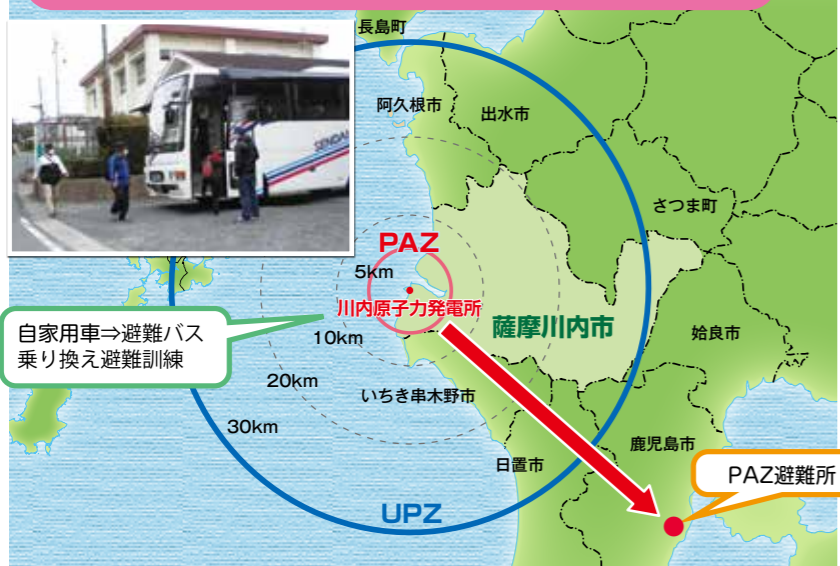 長島町
阿久根市
出水市
SENDAI
さつま町
PAZ
5km
川内原子力発電所
薩摩川内市
自家用車⇒避難バス
乗り換え避難訓練
10km
姶良市
20km
いちき串木野市
30km
鹿児島市
日置市
PAZ避難所
UPZ